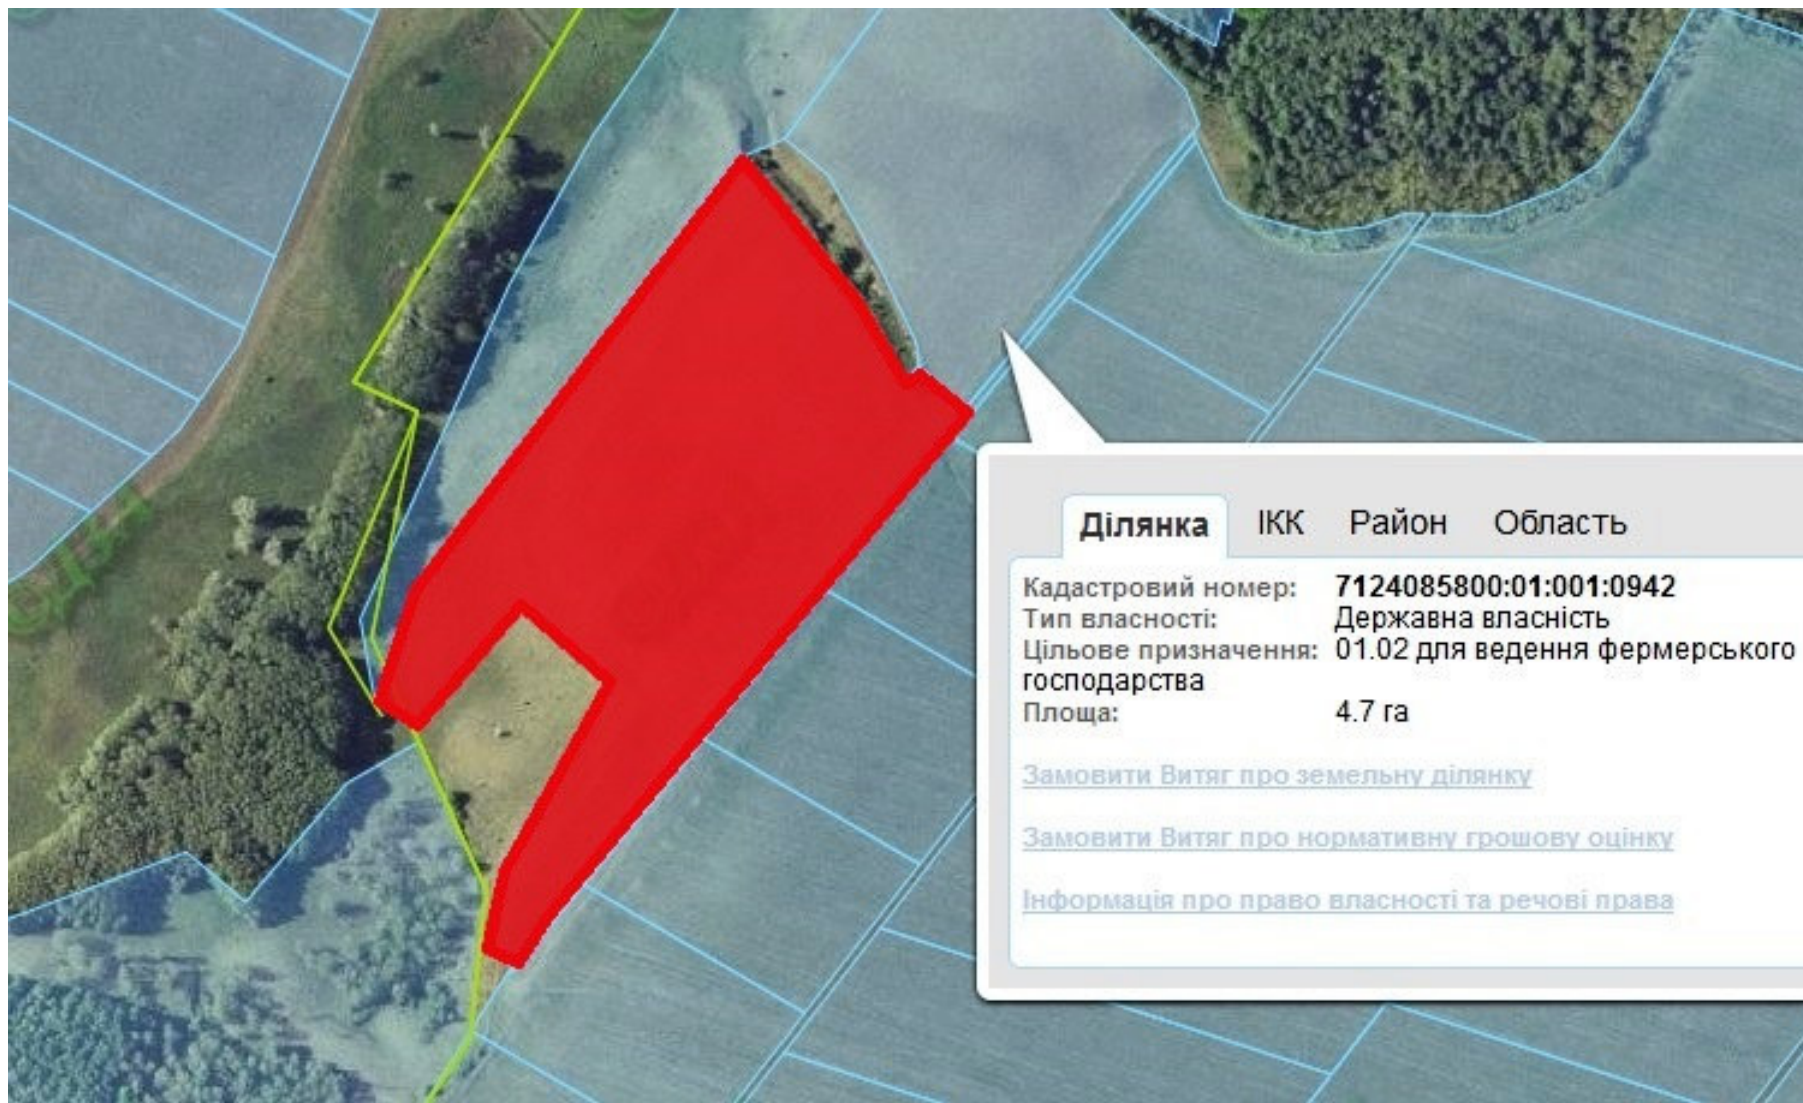 Ділянка ІКК Район Область
Кадастровий номер: 7124085800:01:001:0942
Тип власності: Державна власність
Цільове призначення: 01.02 для ведення фермерського
господарства
Площа: 4.7 га
Замовити Витяг про земельну ділянку
Замовити Витяг про нормативну грошову оцінку
Інформація про право власності та речові права